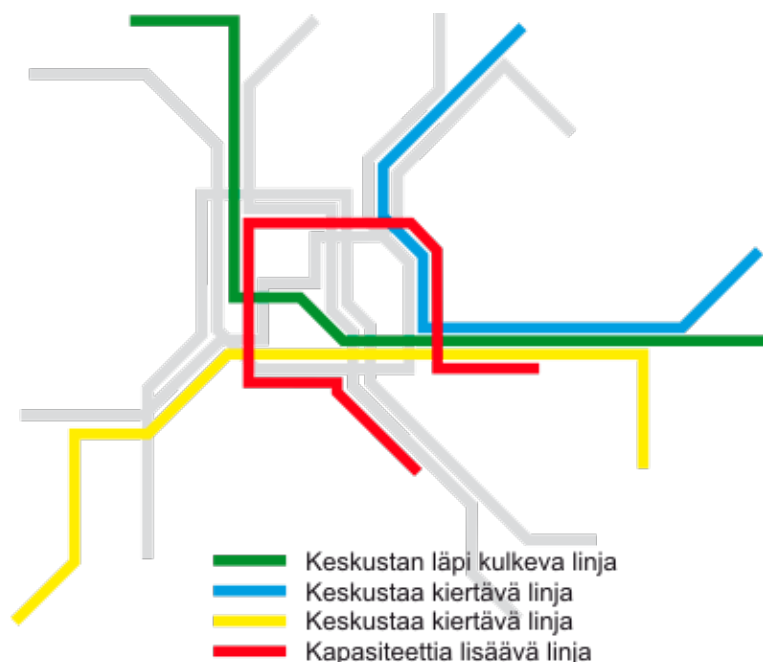 Keskustan läpi kulkeva linja
Keskustaa kiertävä linja
Keskustaa kiertävä linja
Kapasiteettia lisäävä linja